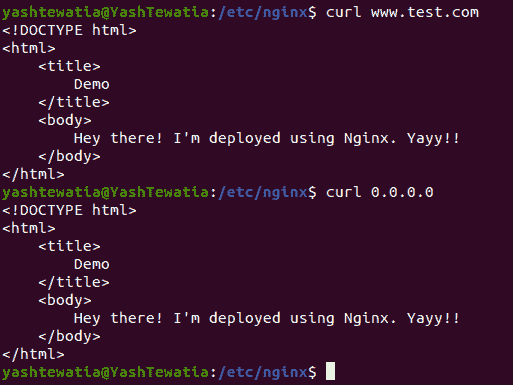 yashtewatia@YashTewatia:/etc/nginx$ curl www.test.com
<!DOCTYPE html>
<html>
    <title>
        Demo
    </title>
    <body>
        Hey there! I'm deployed using Nginx. Yayy!!
    </body>
</html>
yashtewatia@YashTewatia:/etc/nginx$ curl 0.0.0.0
<!DOCTYPE html>
<html>
    <title>
        Demo
    </title>
    <body>
        Hey there! I'm deployed using Nginx. Yayy!!
    </body>
</html>
yashtewatia@YashTewatia:/etc/nginx$